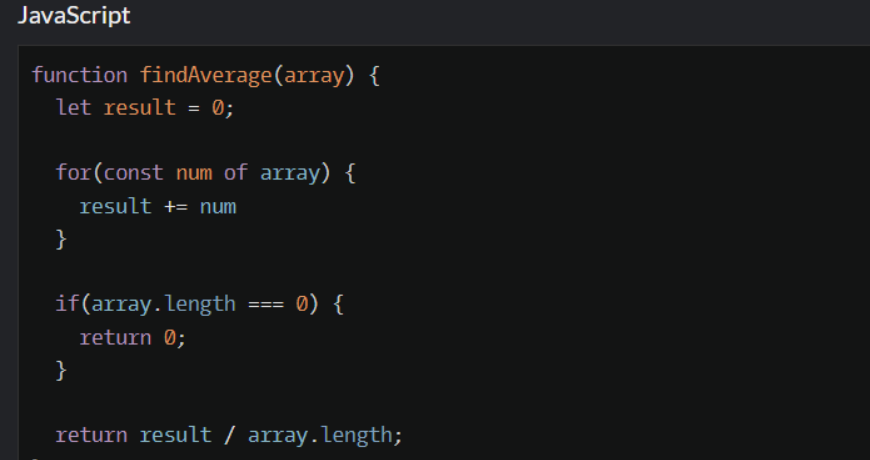 JavaScript
function findAverage(array) {
  let result = 0;
  for(const num of array) {
    result += num
  }
  if(array.length === 0) {
    return 0;
  }
  return result / array.length;